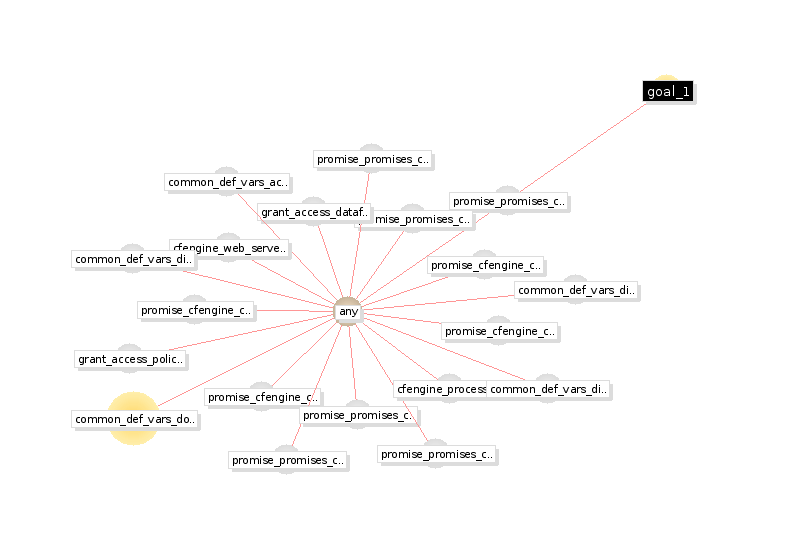 goal_1
promise_promises_c..
common_def_vars_ac..
promise_promises_c..
grant_access_dataf..
mise_promises_c..
cfengine_web_serve..
common_def_vars_di..
promise_cfengine_c..
common_def_vars_di..
promise_cfengine_c..
any
promise_cfengine_c..
grant_access_polic..
cfengine_process
common_def_vars_di..
promise_cfengine_c..
promise_promises_c..
common_def_vars_do..
promise_promises_c..
promise_promises_c..